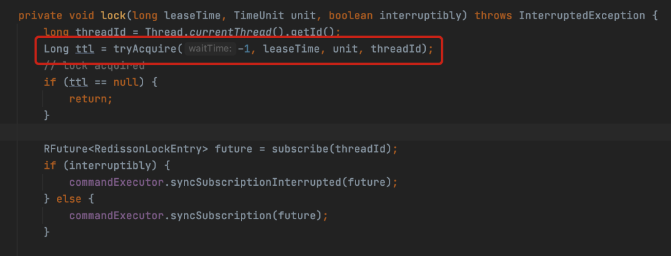 private void lock(long leaseTime, TimeUnit unit, boolean interruptibly) throws InterruptedException {
long threadId = Thread.currentThread().getId();
Long ttl = tryAcquire( waitTime: -1, leaseTime, unit, threadId);
// lock acquired
if (ttl == null) {
return;
}
RFuture<RedissonLockEntry> future = subscribe(threadId);
if (interruptibly) {
commandExecutor.syncSubscriptionInterrupted(future);
} else {
commandExecutor.syncSubscription(future);
}